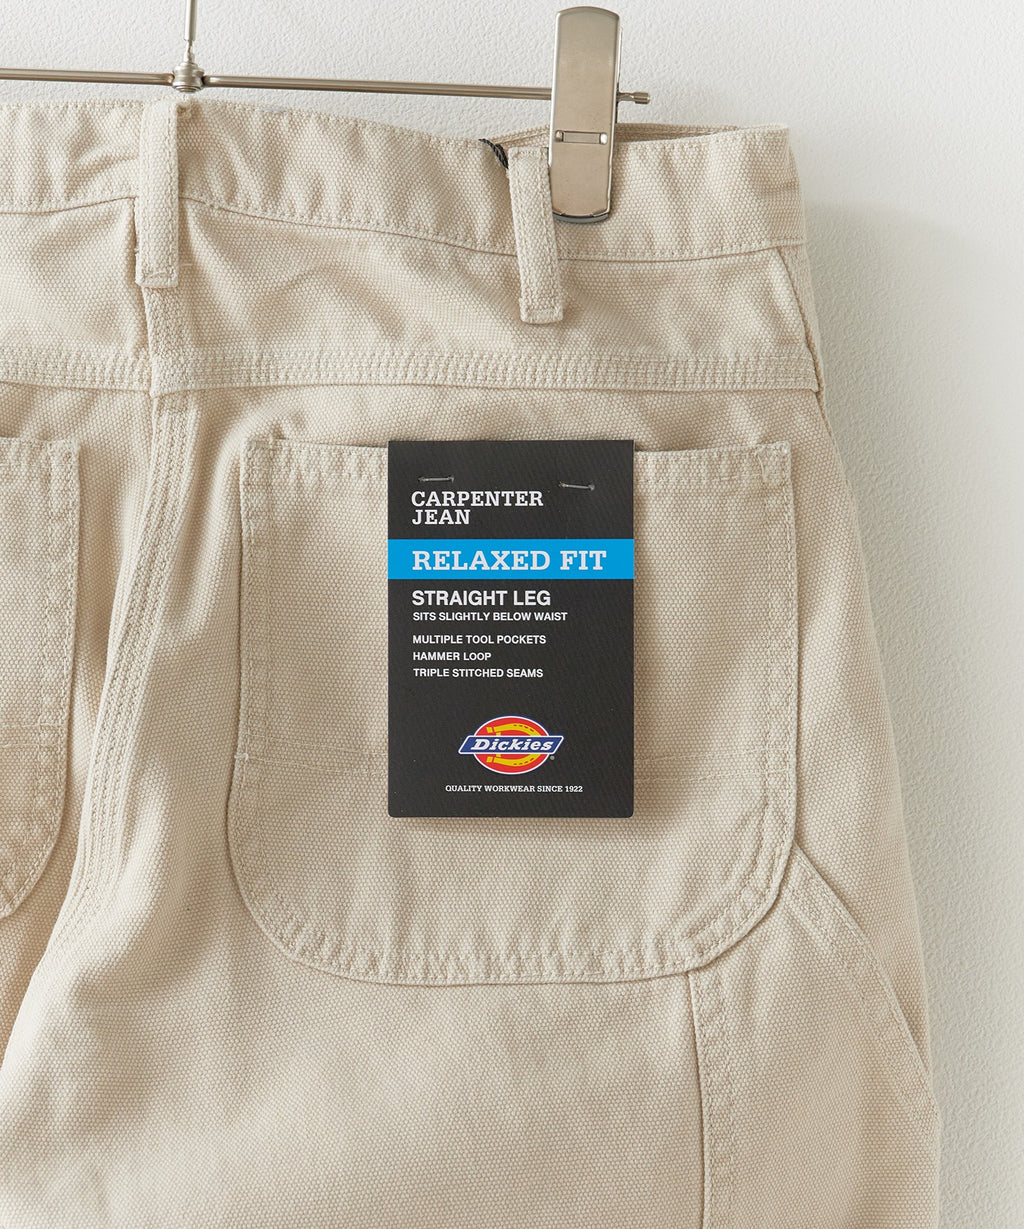 CARPENTER
JEAN
RELAXED FIT
STRAIGHT LEG
SITS SLIGHTLY BELOW WAIST
MULTIPLE TOOL POCKETS
HAMMER LOOP
TRIPLE STITCHED SEAMS
Dickies®
QUALITY WORKWEAR SINCE 1922